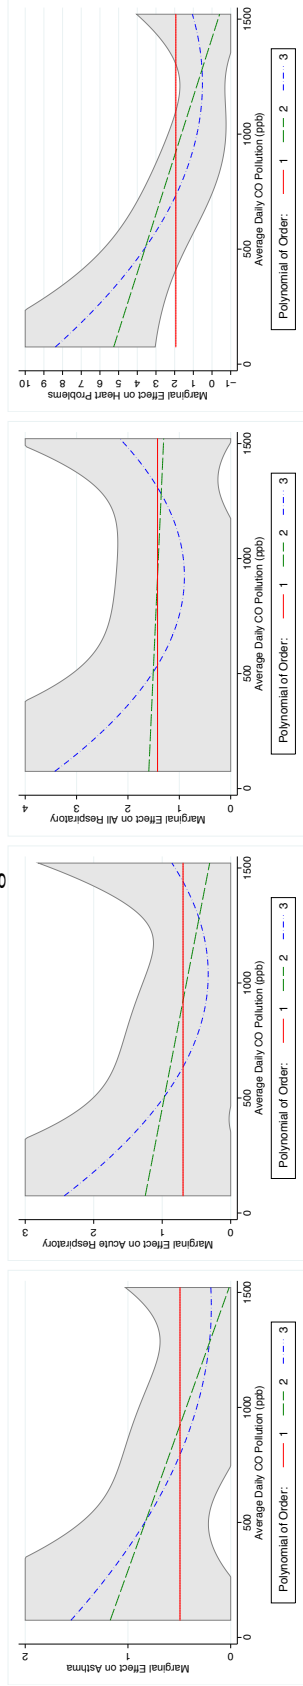 Marginal Effect on Asthma
2
1
0
0 500 1000 1500
Average Daily CO Pollution (ppb)
Polynomial of Order: 1 2 3
Marginal Effect on Acute Respiratory
3
2
1
0
0 500 1000 1500
Average Daily CO Pollution (ppb)
Polynomial of Order: 1 2 3
Marginal Effect on All Respiratory
4
3
2
1
0
0 500 1000 1500
Average Daily CO Pollution (ppb)
Polynomial of Order: 1 2 3
Marginal Effect on Heart Problems
10
9
8
7
6
5
4
3
2
1
0
−1
0 500 1000 1500
Average Daily CO Pollution (ppb)
Polynomial of Order: 1 2 3